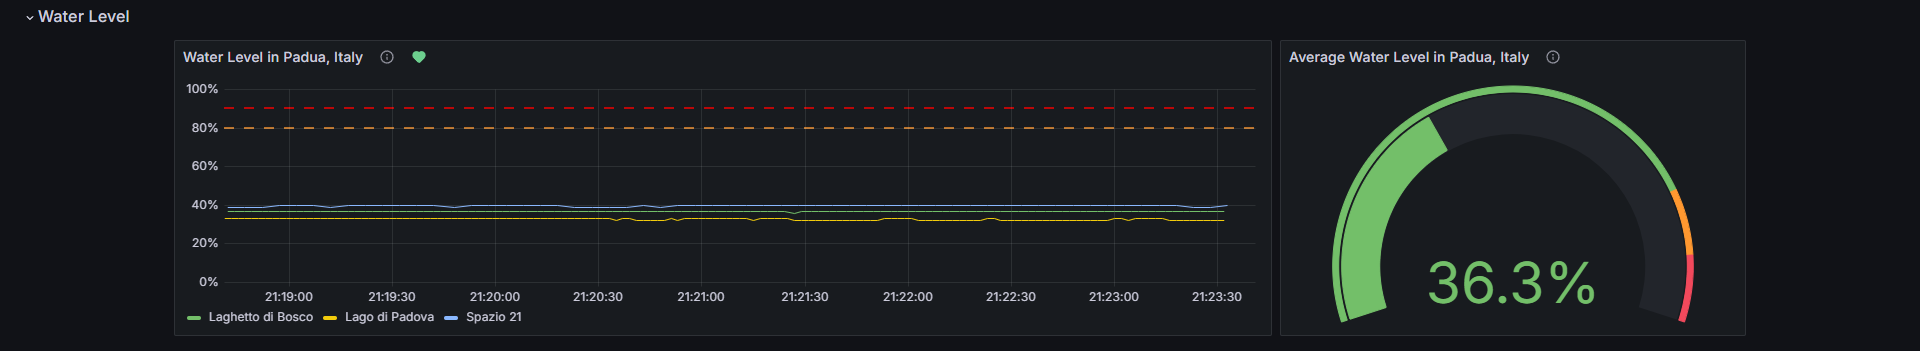 Water Level
Water Level in Padua, Italy
100%
80%
60%
40%
20%
0%
21:19:00 21:19:30 21:20:00 21:20:30 21:21:00 21:21:30 21:22:00 21:22:30 21:23:00 21:23:30
Laghetto di Bosco Lago di Padova Spazio 21
Average Water Level in Padua, Italy
36.3%